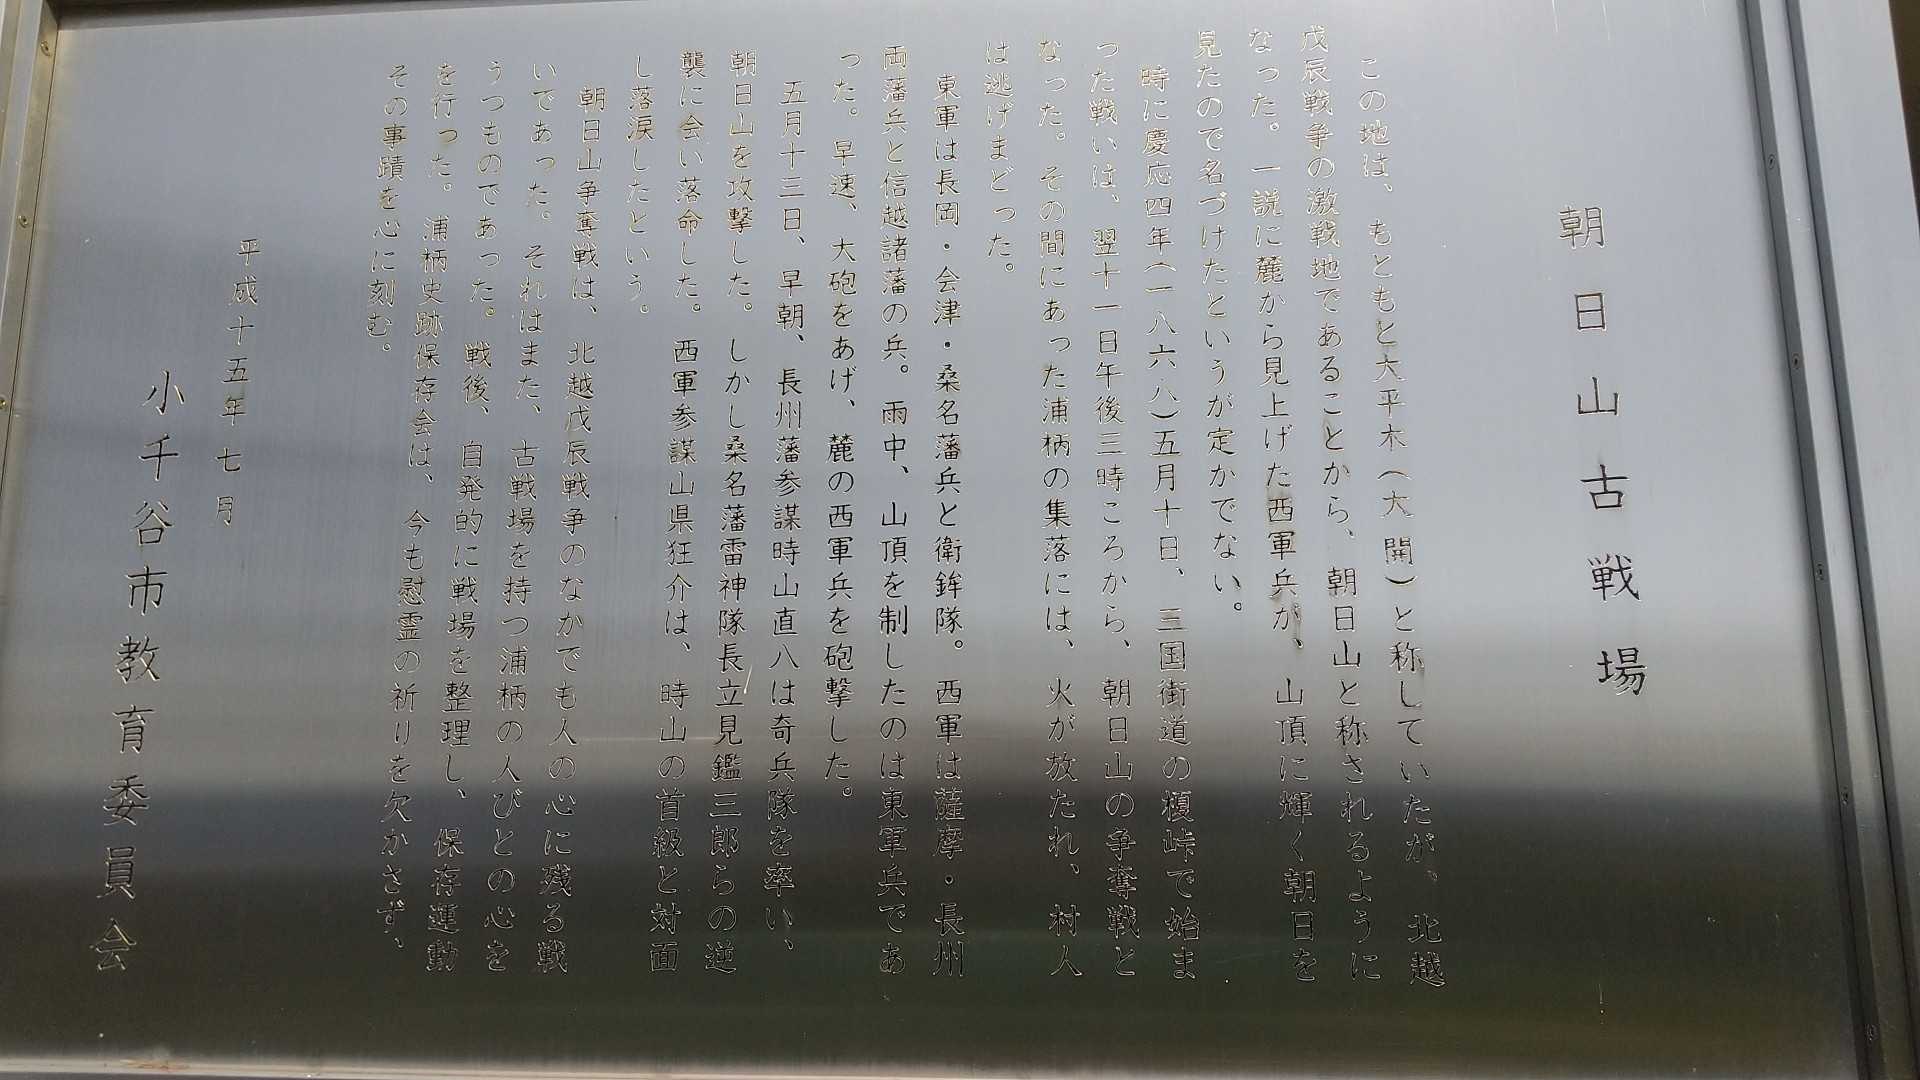 朝日山古戦場
この地は、もともと大平木（大開）と称していたが、北越
戊辰戦争の激戦地であることから、朝日山と称されるように
なった。一説に麓から見上げた西軍兵が、山頂に輝く朝日を
見たので名づけたというが定かでない。
時に慶応四年（一八六八）五月十日、三国街道の榎峠で始ま
った戦いは、翌十一日午後三時ころから、朝日山の争奪戦と
なった。その間にあった浦柄の集落には、火が放たれ、村人
は逃げまどった。
東軍は長岡・会津・桑名藩兵と衛鉾隊。西軍は薩摩・長州
両藩兵と信越諸藩の兵。雨中、山頂を制したのは東軍兵であ
った。早速、大砲をあげ、麓の西軍兵を砲撃した。
五月十三日、早朝、長州藩参謀時山直八は奇兵隊を率い、
朝日山を攻撃した。しかし桑名藩雷神隊長立見鑑三郎らの逆
襲に会い落命した。西軍参謀山県狂介は、時山の首級と対面
し落涙したという。
朝日山争奪戦は、北越戊辰戦争のなかでも人の心に残る戦
いであった。それはまた、古戦場を持つ浦柄の人びとの心を
うつものであった。戦後、自発的に戦場を整理し、保存運動
を行った。浦柄史跡保存会は、今も慰霊の祈りを欠かさず、
その事蹟を心に刻む。
平成十五年七月
小千谷市教育委員会